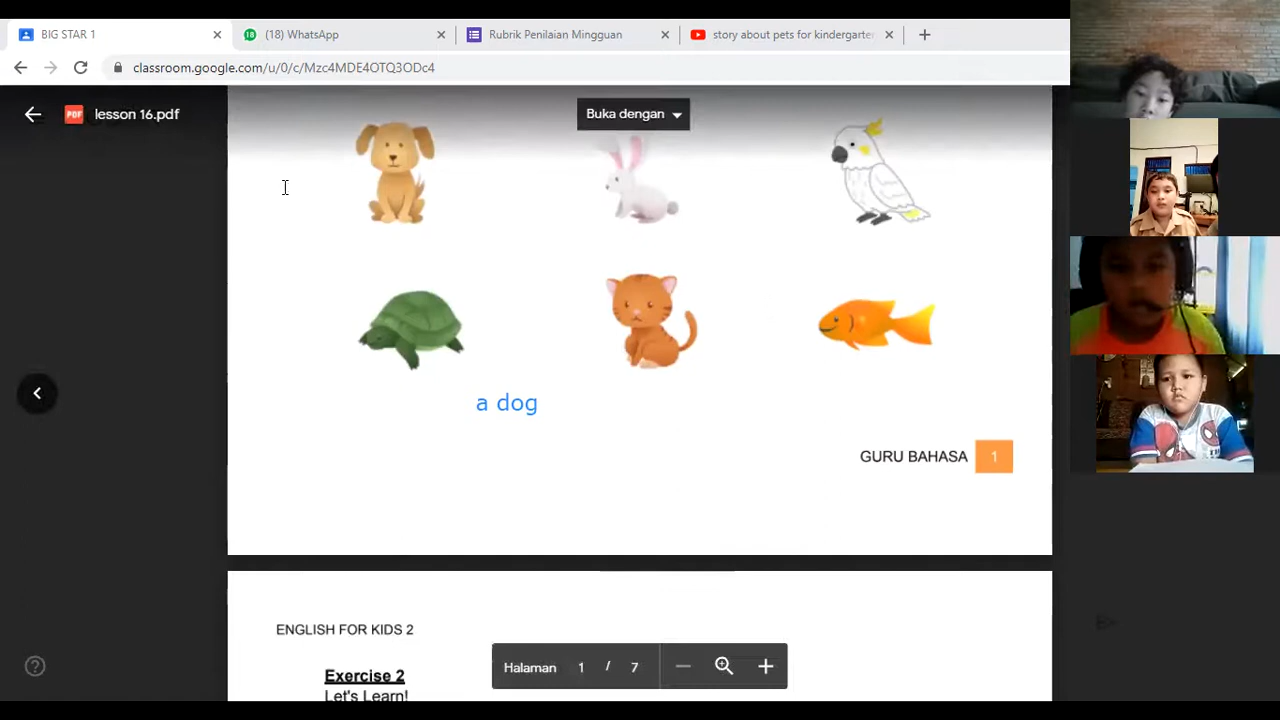 BIG STAR 1
(18) WhatsApp
Rubrik Penilaian Mingguan
story about pets for kindergarten
classroom.google.com/u/0/c/Mzc4MDE4OTQ3ODc4
PDF lesson 16.pdf
Buka dengan
a dog
GURU BAHASA 1
ENGLISH FOR KIDS 2
Exercise 2
Let's Learn!
Halaman 1 / 7